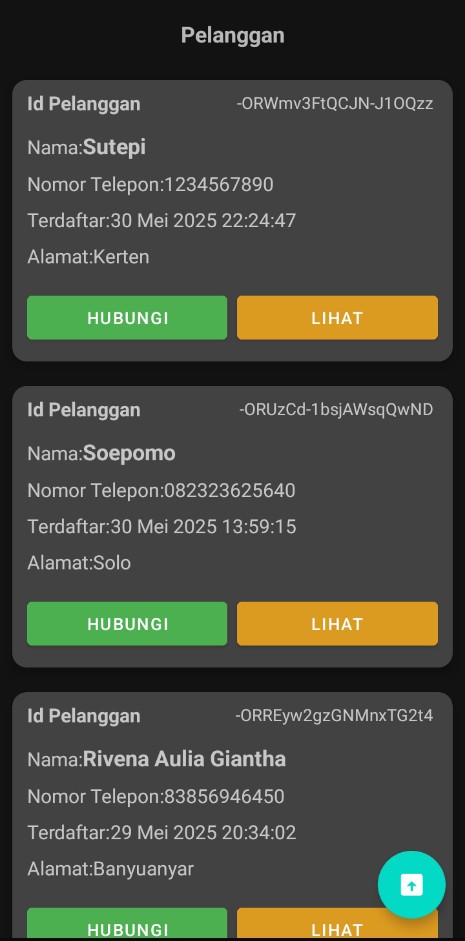 Pelanggan
Id Pelanggan -ORWmv3FtQCJN-J1OQzz
Nama:Sutepi
Nomor Telepon:1234567890
Terdaftar:30 Mei 2025 22:24:47
Alamat:Kerten
HUBUNGI LIHAT
Id Pelanggan -ORUzCd-1bsjAWsqQwND
Nama:Soepomo
Nomor Telepon:082323625640
Terdaftar:30 Mei 2025 13:59:15
Alamat:Solo
HUBUNGI LIHAT
Id Pelanggan -ORREyw2gzGNMnxTG2t4
Nama:Rivena Aulia Giantha
Nomor Telepon:83856946450
Terdaftar:29 Mei 2025 20:34:02
Alamat:Banyuanyar
HUBUNGI LIHAT